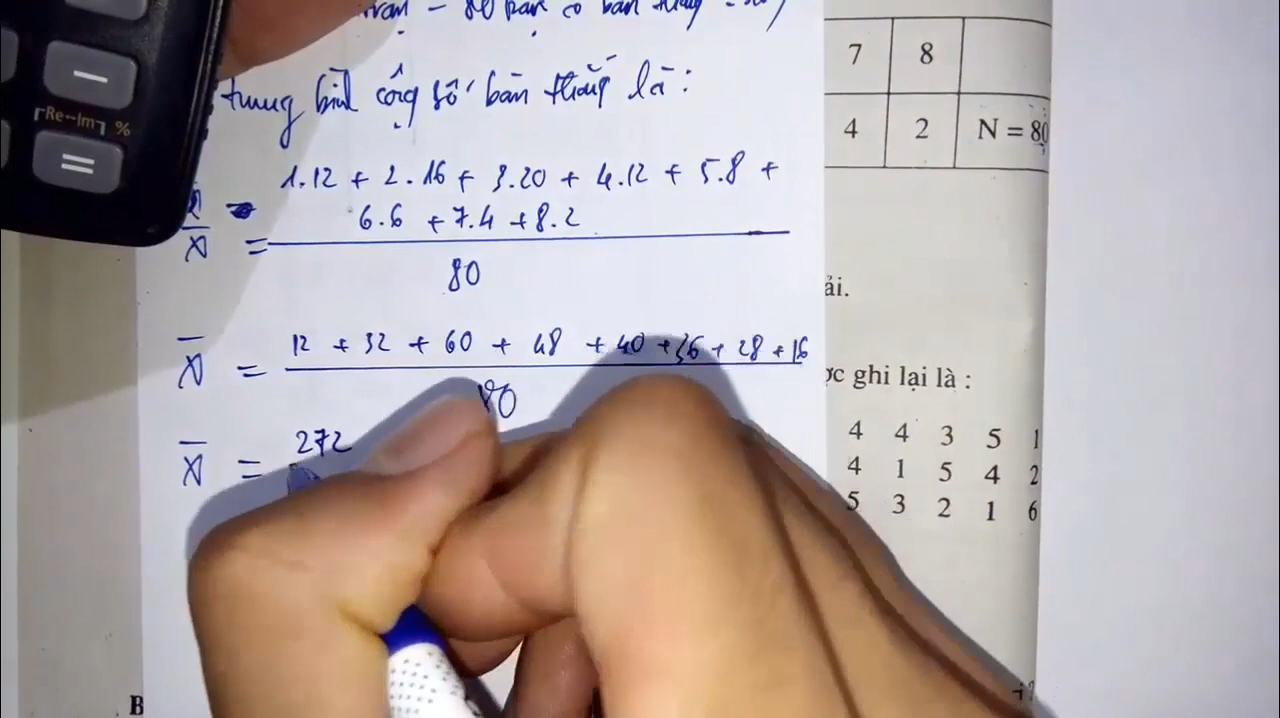 trận – 80 bàn
trung bình cộng số bàn thắng là:
7 8
4 2 N = 80
1.12 + 2.16 + 3.20 + 4.12 + 5.8 +
6.6 + 7.4 + 8.2
X =
80
X = 12 + 32 + 60 + 48 + 40 + 36 + 28 + 16
80
X = 272
Re↔Im %
ải.
ợc ghi lại là :
4 4 3 5 1
4 1 5 4 2
5 3 2 1 6
B